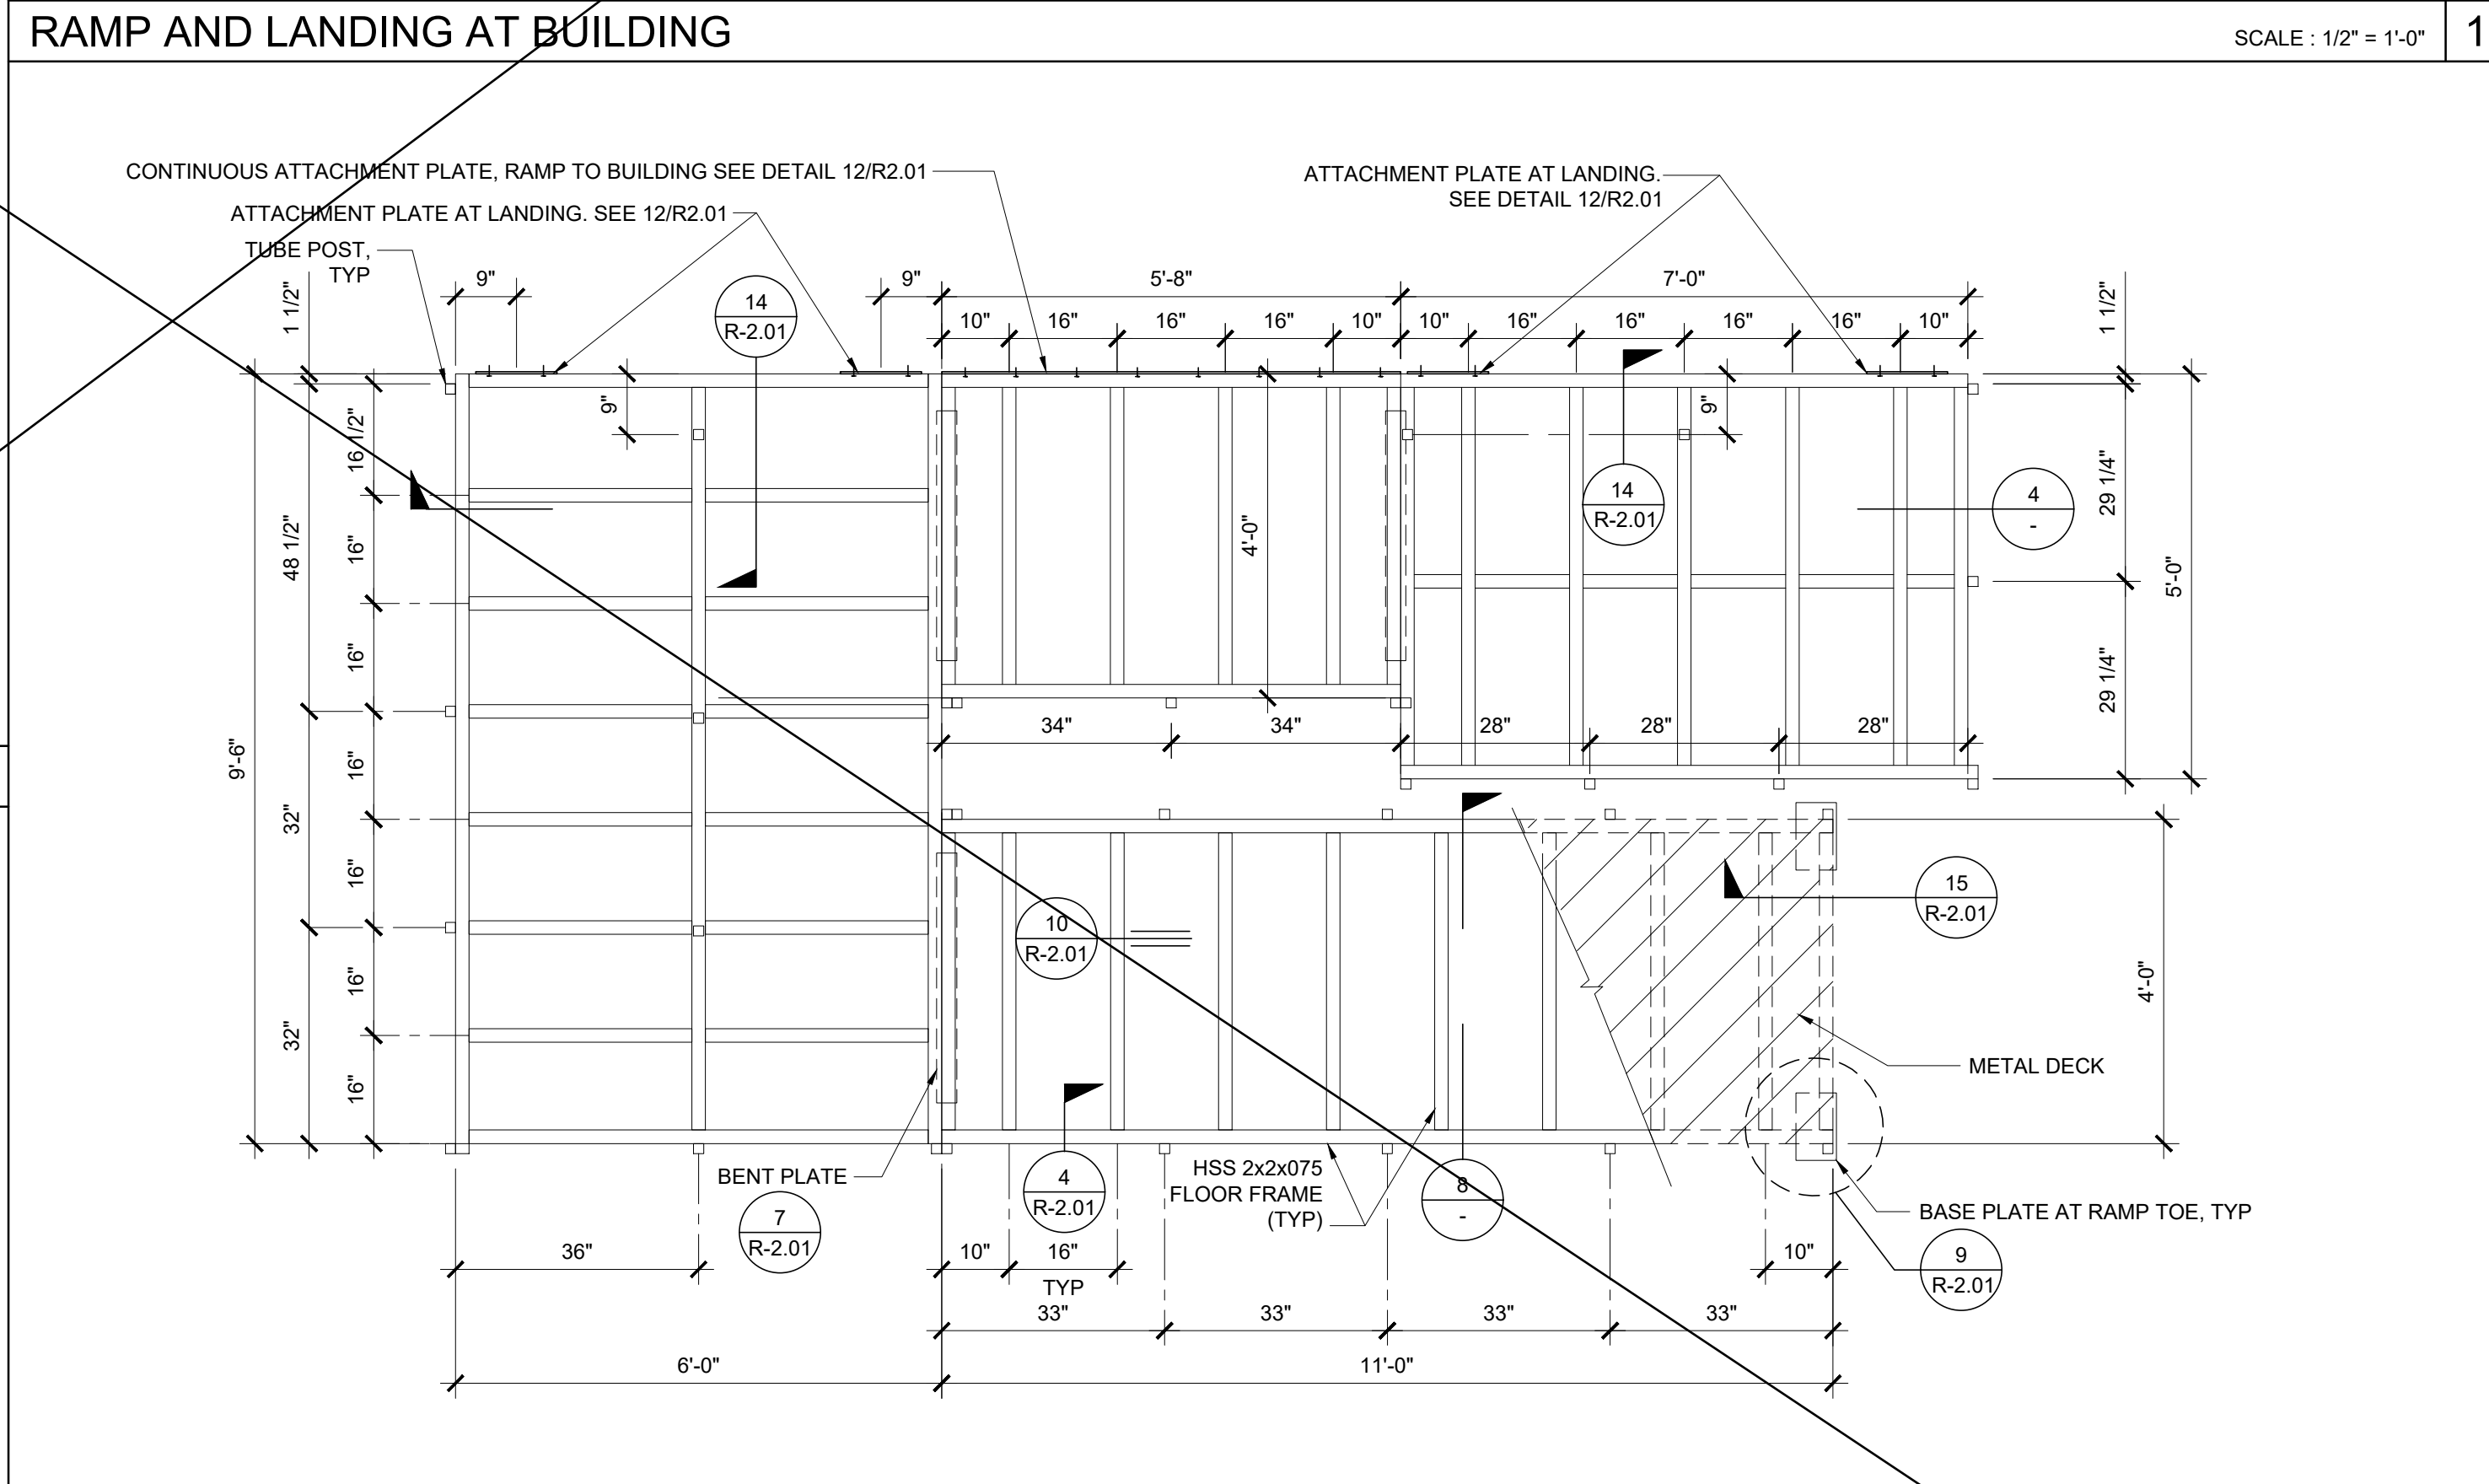 RAMP AND LANDING AT BUILDING
SCALE : 1/2" = 1'-0"
1
CONTINUOUS ATTACHMENT PLATE, RAMP TO BUILDING SEE DETAIL 12/R2.01
ATTACHMENT PLATE AT LANDING.
SEE DETAIL 12/R2.01
ATTACHMENT PLATE AT LANDING. SEE 12/R2.01
TUBE POST,
TYP
9"
9"
5'-8"
7'-0"
1 1/2"
1 1/2"
14
R-2.01
10"
16"
16"
16"
10"
10"
16"
16"
16"
16"
10"
9"
9"
16 1/2"
48 1/2"
16"
16"
16"
16"
16"
16"
32"
32"
9'-6"
4'-0"
14
R-2.01
4
-
29 1/4"
29 1/4"
5'-0"
34"
34"
28"
28"
28"
10
R-2.01
15
R-2.01
4'-0"
METAL DECK
BENT PLATE
7
R-2.01
4
R-2.01
HSS 2x2x075
FLOOR FRAME
(TYP)
8
-
BASE PLATE AT RAMP TOE, TYP
9
R-2.01
36"
10"
16"
TYP
10"
33"
33"
33"
33"
6'-0"
11'-0"